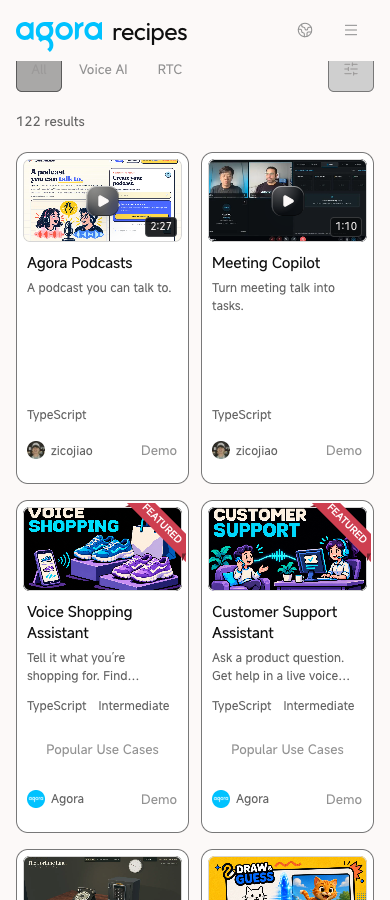 agora recipes
All
Voice AI
RTC
122 results
A podcast
you can talk to.
Create your
podcast.
2:27
1:10
Agora Podcasts
A podcast you can talk to.
TypeScript
zicojiao
Demo
Meeting Copilot
Turn meeting talk into
tasks.
TypeScript
zicojiao
Demo
VOICE
SHOPPING
FEATURED
Voice Shopping
Assistant
Tell it what you're
shopping for. Find…
TypeScript
Intermediate
Popular Use Cases
agora
Agora
Demo
CUSTOMER
SUPPORT
FEATURED
Customer Support
Assistant
Ask a product question.
Get help in a live voice…
TypeScript
Intermediate
Popular Use Cases
agora
Agora
Demo
DRAW &
GUESS